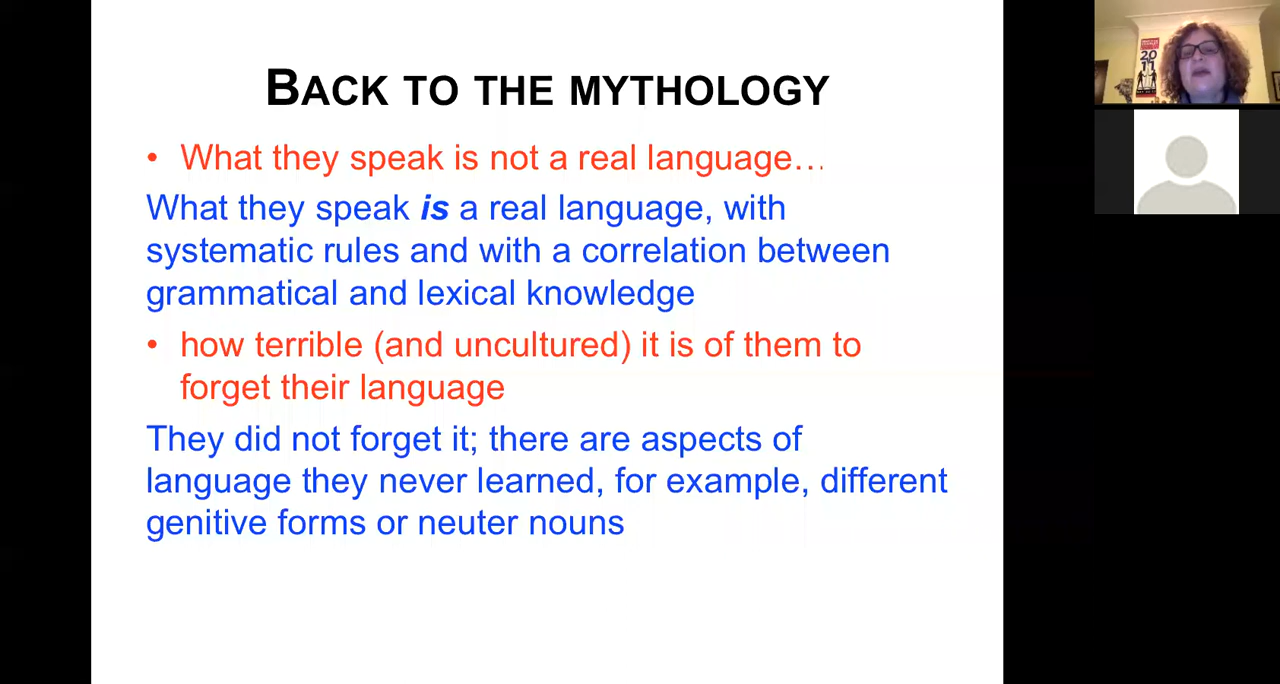 BACK TO THE MYTHOLOGY
• What they speak is not a real language…
What they speak is a real language, with
systematic rules and with a correlation between
grammatical and lexical knowledge
• how terrible (and uncultured) it is of them to
forget their language
They did not forget it; there are aspects of
language they never learned, for example, different
genitive forms or neuter nouns
20
11